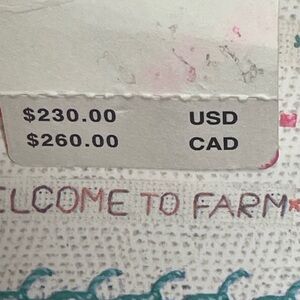 $230.00 USD
$260.00 CAD
ELCOME TO FARM